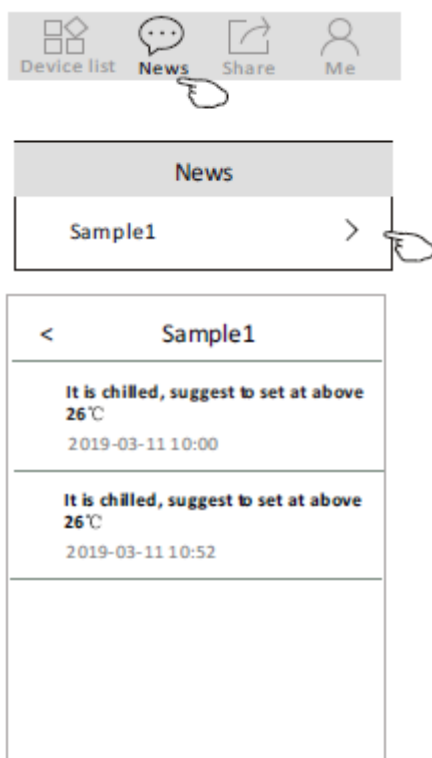 Device list News Share Me
News
Sample1 >
< Sample1
It is chilled, suggest to set at above
26℃
2019-03-11 10:00
It is chilled, suggest to set at above
26℃
2019-03-11 10:52